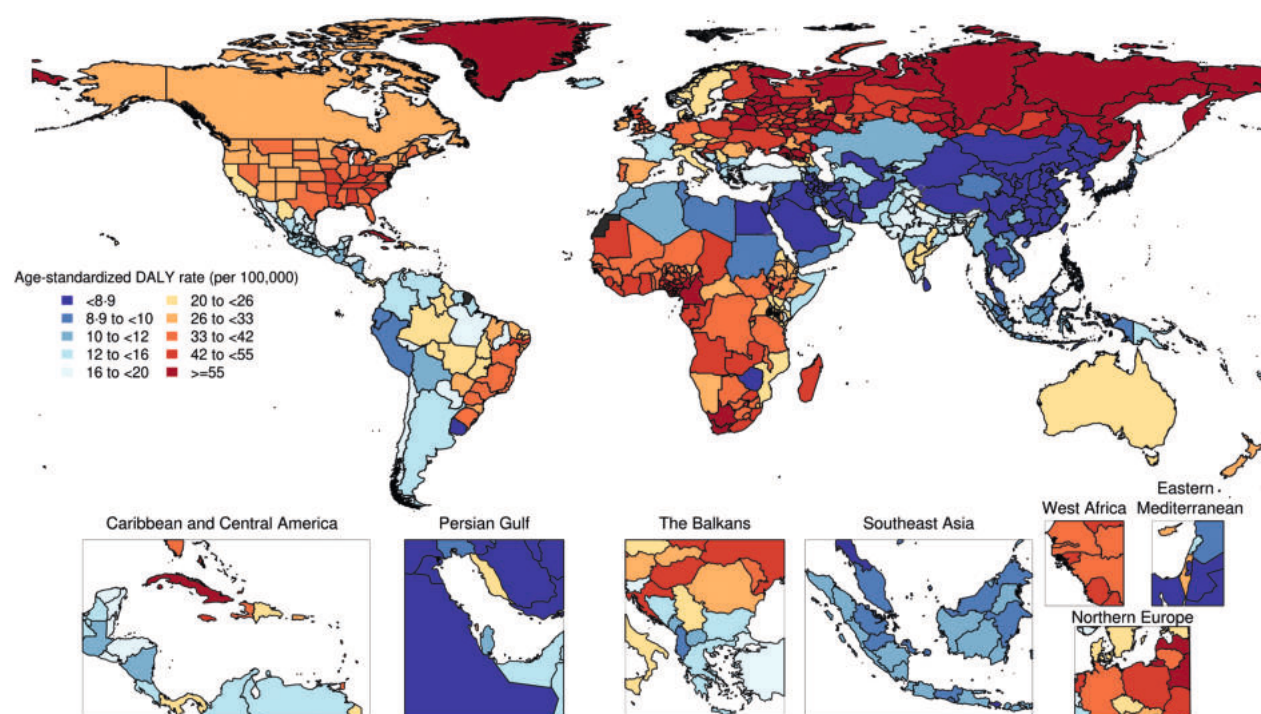 Age-standardized DALY rate (per 100,000)
<8·9
8·9 to <10
10 to <12
12 to <16
16 to <20
20 to <26
26 to <33
33 to <42
42 to <55
>=55
Caribbean and Central America
Persian Gulf
The Balkans
Southeast Asia
West Africa
Eastern
Mediterranean
Northern Europe